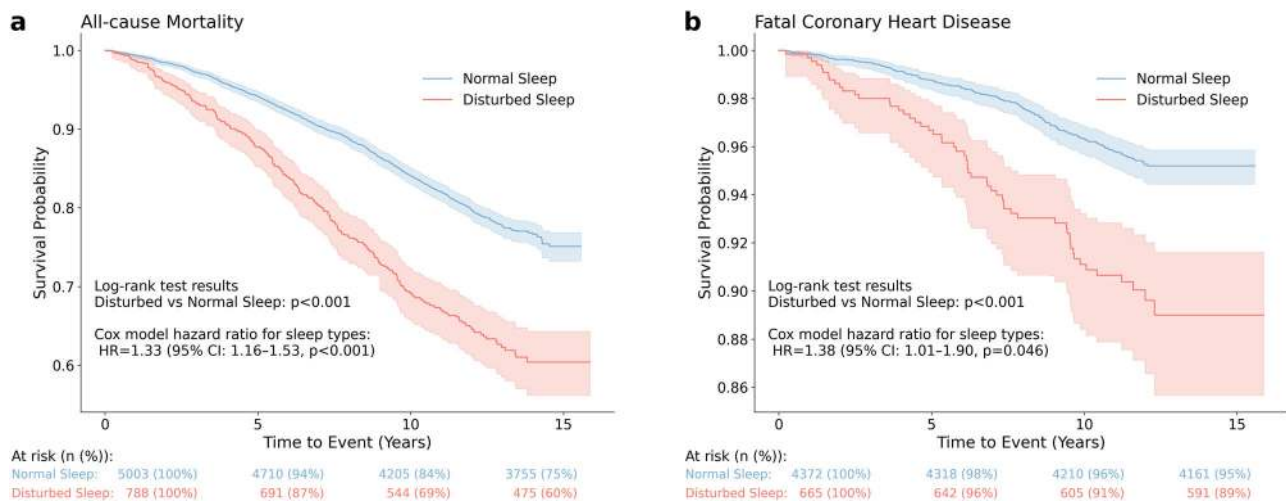 a
All-cause Mortality
1.0
0.9
0.8
0.7
0.6
Survival Probability
Normal Sleep
Disturbed Sleep
Log-rank test results
Disturbed vs Normal Sleep: p<0.001
Cox model hazard ratio for sleep types:
HR=1.33 (95% CI: 1.16–1.53, p<0.001)
0 5 10 15
Time to Event (Years)
At risk (n (%)):
Normal Sleep: 5003 (100%) 4710 (94%) 4205 (84%) 3755 (75%)
Disturbed Sleep: 788 (100%) 691 (87%) 544 (69%) 475 (60%)
b
Fatal Coronary Heart Disease
1.00
0.98
0.96
0.94
0.92
0.90
0.88
0.86
Survival Probability
Normal Sleep
Disturbed Sleep
Log-rank test results
Disturbed vs Normal Sleep: p<0.001
Cox model hazard ratio for sleep types:
HR=1.38 (95% CI: 1.01–1.90, p=0.046)
0 5 10 15
Time to Event (Years)
At risk (n (%)):
Normal Sleep: 4372 (100%) 4318 (98%) 4210 (96%) 4161 (95%)
Disturbed Sleep: 665 (100%) 642 (96%) 605 (91%) 591 (89%)